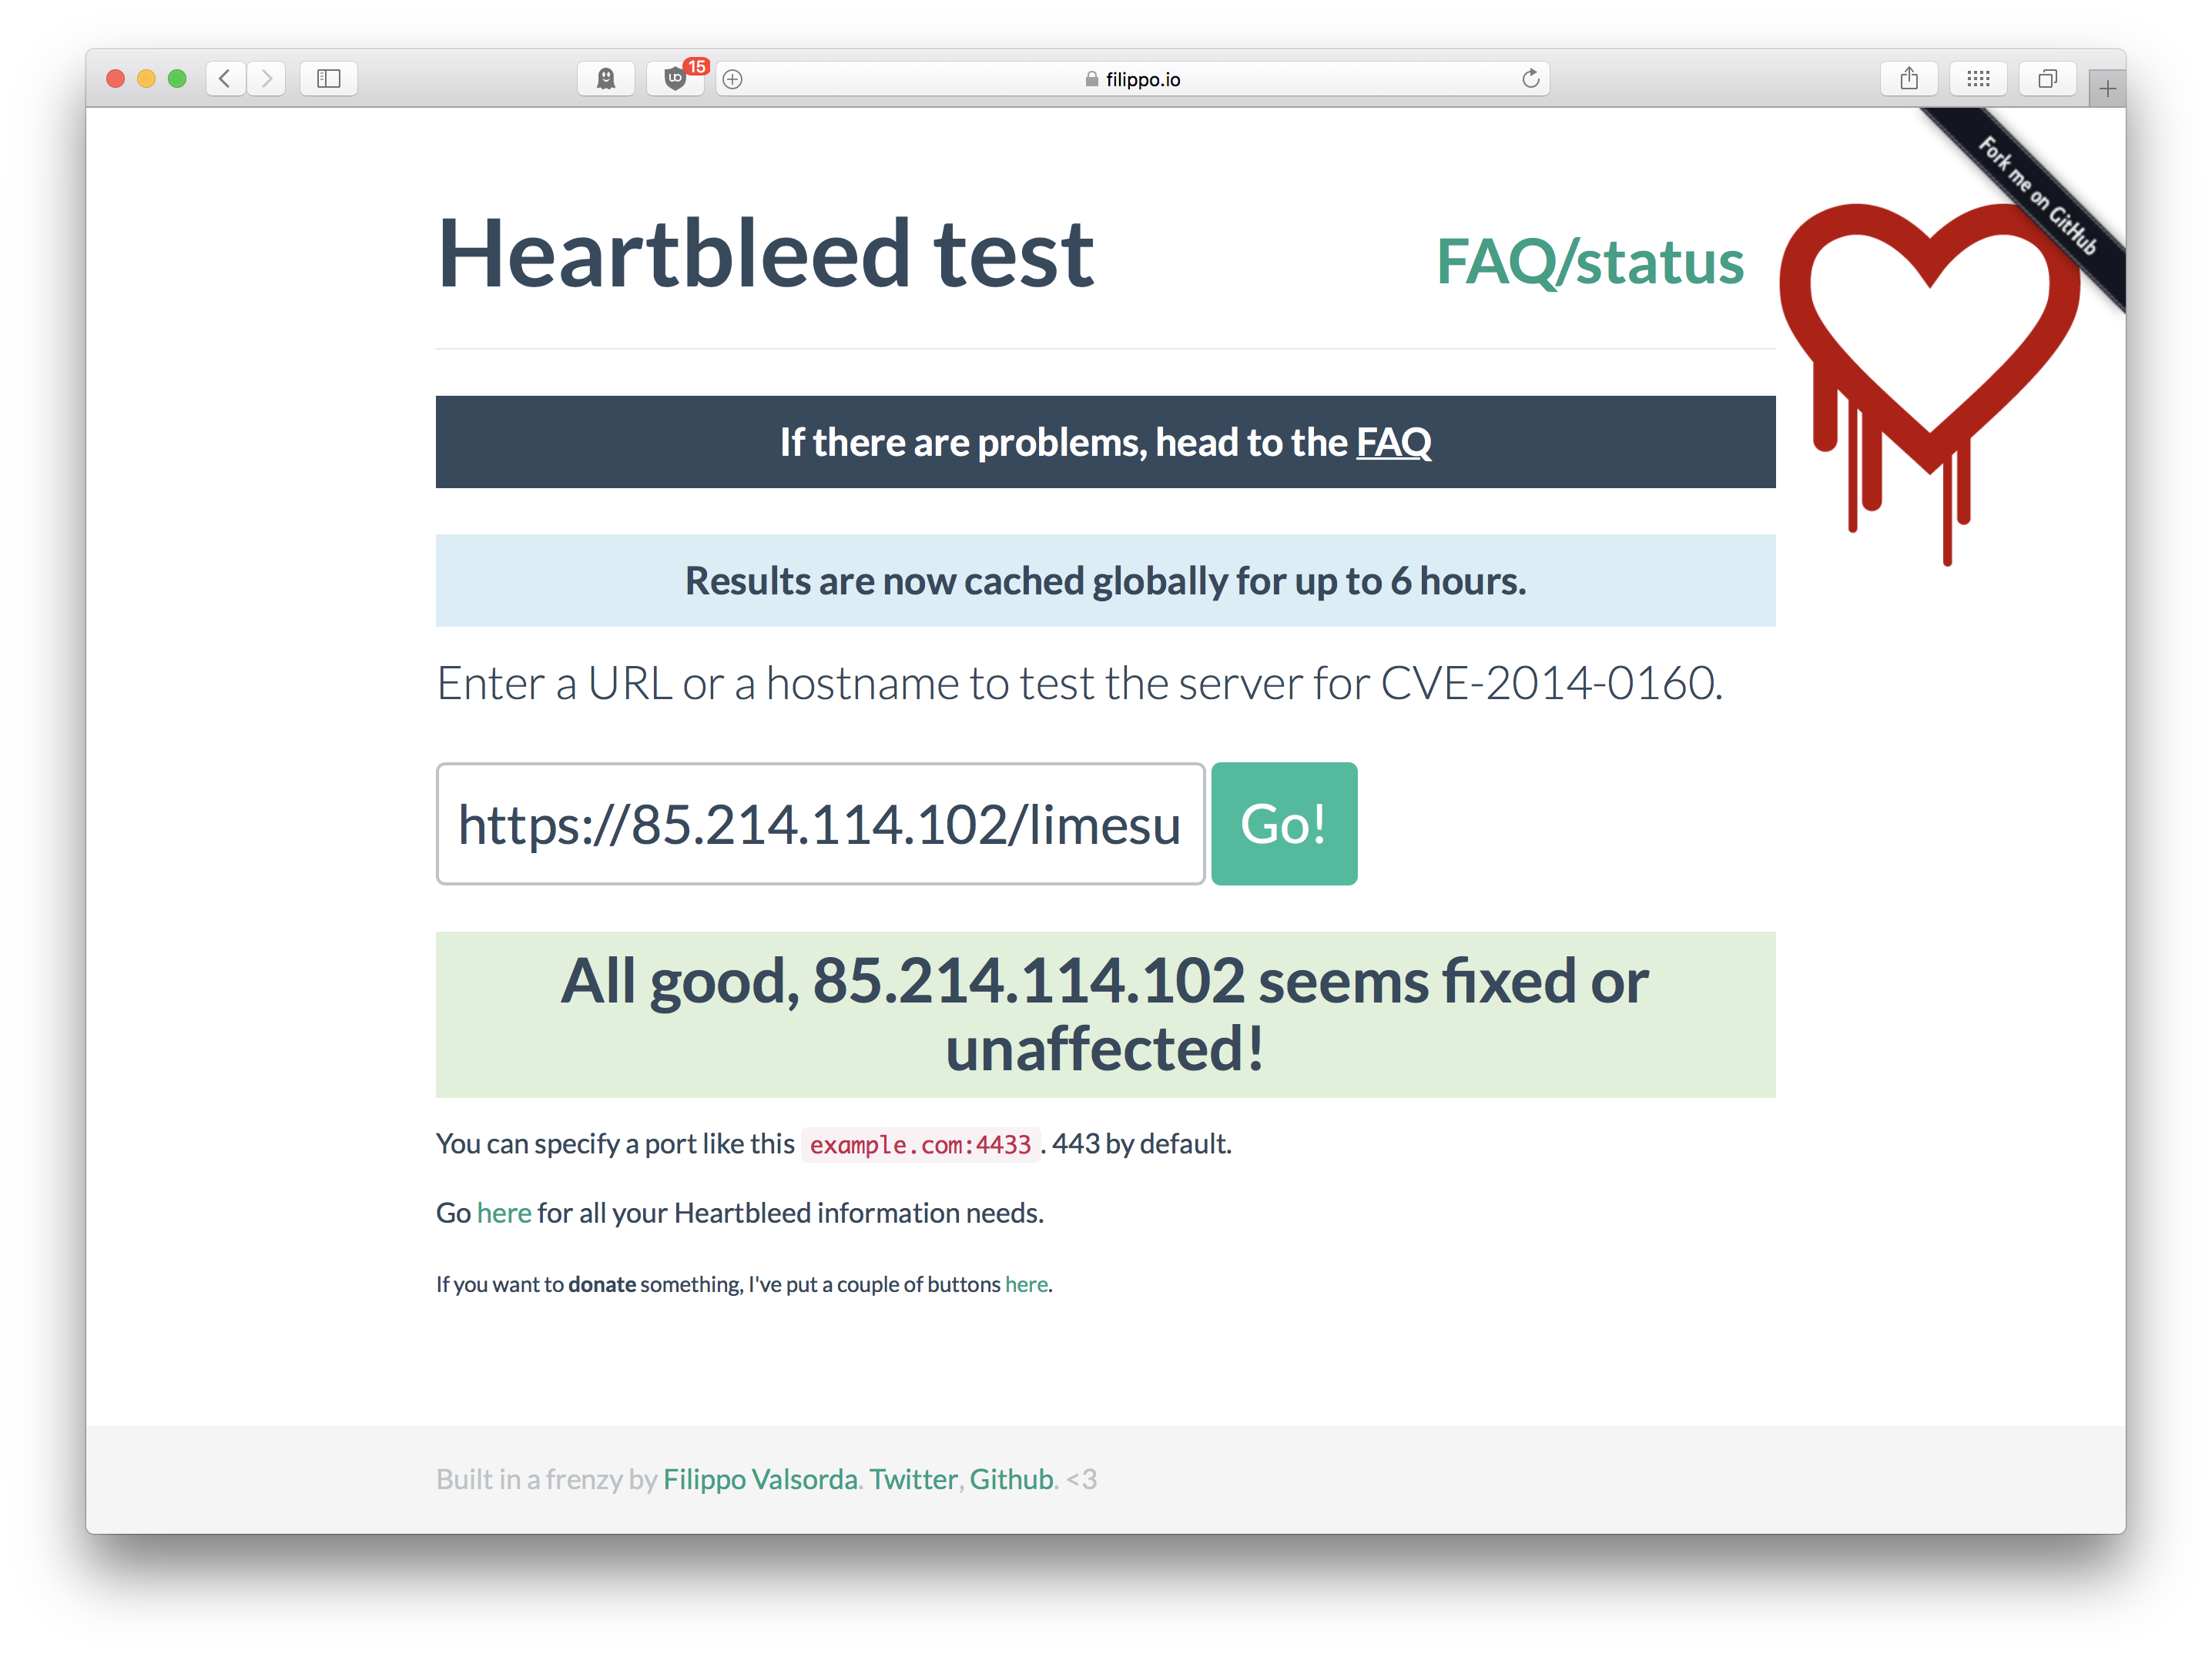 15
filippo.io
Fork me on GitHub
Heartbleed test
FAQ/status
If there are problems, head to the FAQ
Results are now cached globally for up to 6 hours.
Enter a URL or a hostname to test the server for CVE-2014-0160.
https://85.214.114.102/limesu
Go!
All good, 85.214.114.102 seems fixed or
unaffected!
You can specify a port like this example.com:4433. 443 by default.
Go here for all your Heartbleed information needs.
If you want to donate something, I've put a couple of buttons here.
Built in a frenzy by Filippo Valsorda. Twitter, Github. <3